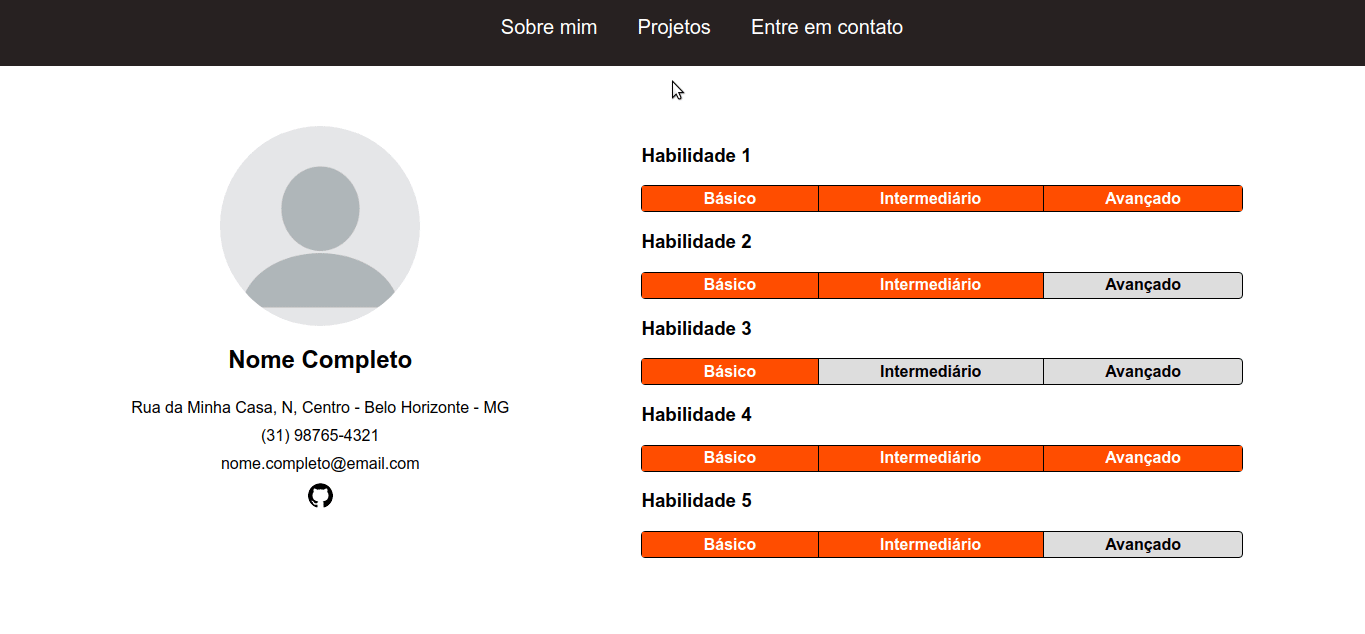 Sobre mim Projetos Entre em contato
Nome Completo
Rua da Minha Casa, N, Centro - Belo Horizonte - MG
(31) 98765-4321
nome.completo@email.com
Habilidade 1
Básico Intermediário Avançado
Habilidade 2
Básico Intermediário Avançado
Habilidade 3
Básico Intermediário Avançado
Habilidade 4
Básico Intermediário Avançado
Habilidade 5
Básico Intermediário Avançado